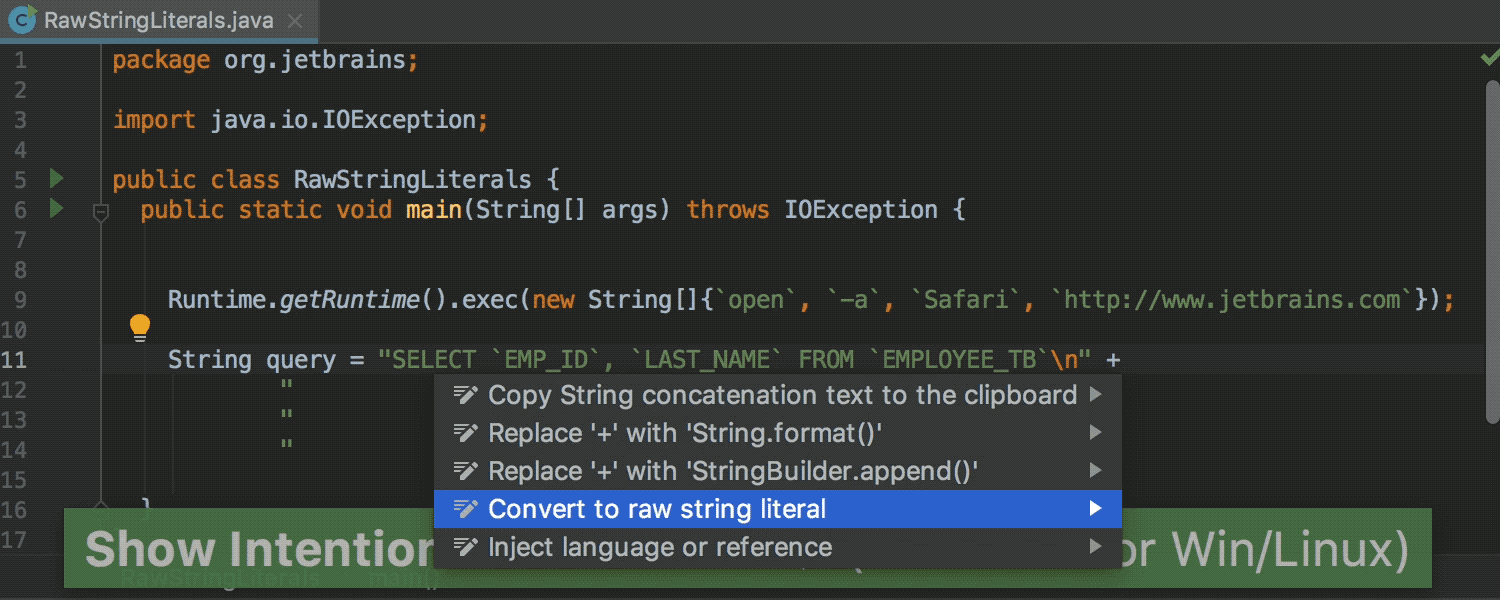 RawStringLiterals.java
1 package org.jetbrains;
2
3 import java.io.IOException;
4
5 public class RawStringLiterals {
6 public static void main(String[] args) throws IOException {
7
8
9 Runtime.getRuntime().exec(new String[]{`open`, `-a`, `Safari`, `http://www.jetbrains.com`});
10
11 String query = "SELECT `EMP_ID`, `LAST_NAME` FROM `EMPLOYEE_TB`\n" +
12 "
Copy String concatenation text to the clipboard
13 "
Replace '+' with 'String.format()'
14 "
Replace '+' with 'StringBuilder.append()'
15
16 }
Convert to raw string literal
17
Inject language or reference
Show Intention
or Win/Linux)
RawStringLiterals main()